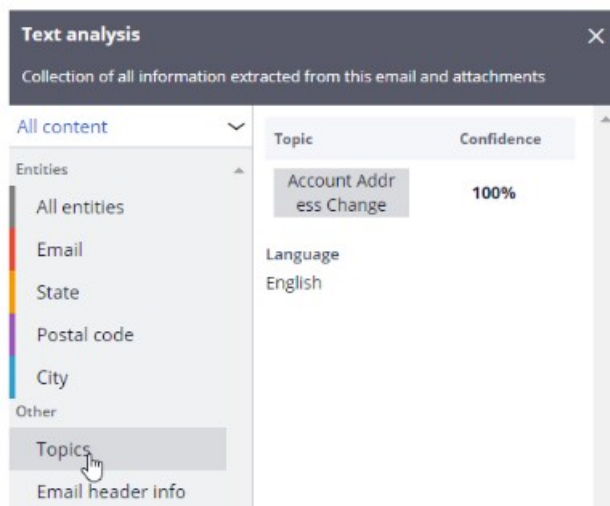 Text analysis
Collection of all information extracted from this email and attachments
All content
Entities
All entities
Email
State
Postal code
City
Other
Topics
Email header info
Topic Confidence
Account Addr
ess Change
100%
Language
English